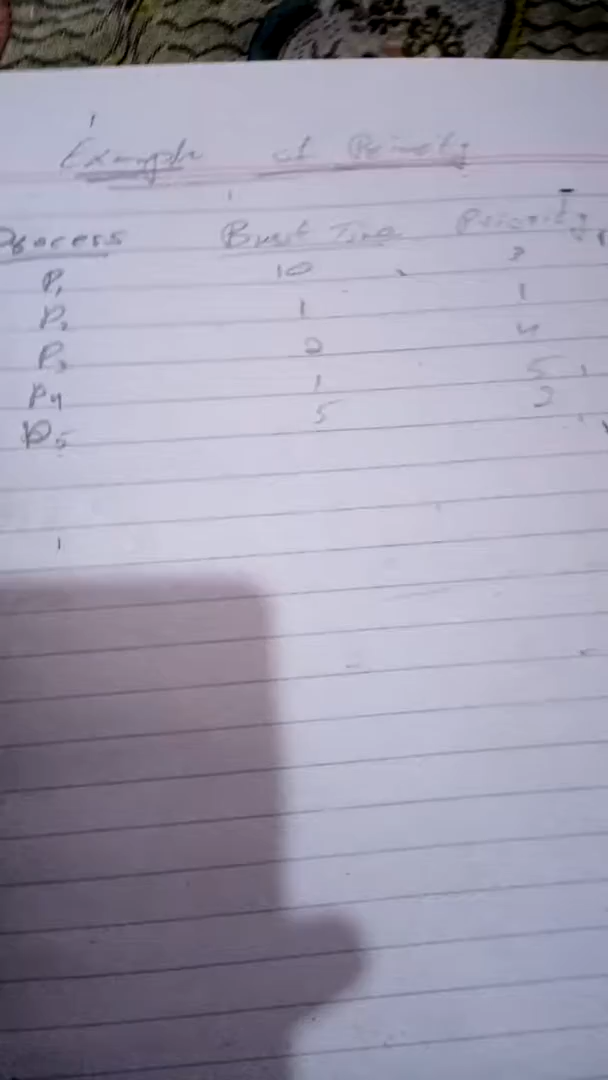 Example of Priority
Process Burst Time Priority
P1 10 3
P2 1 1
P3 2 4
P4 1 5
P5 5 2